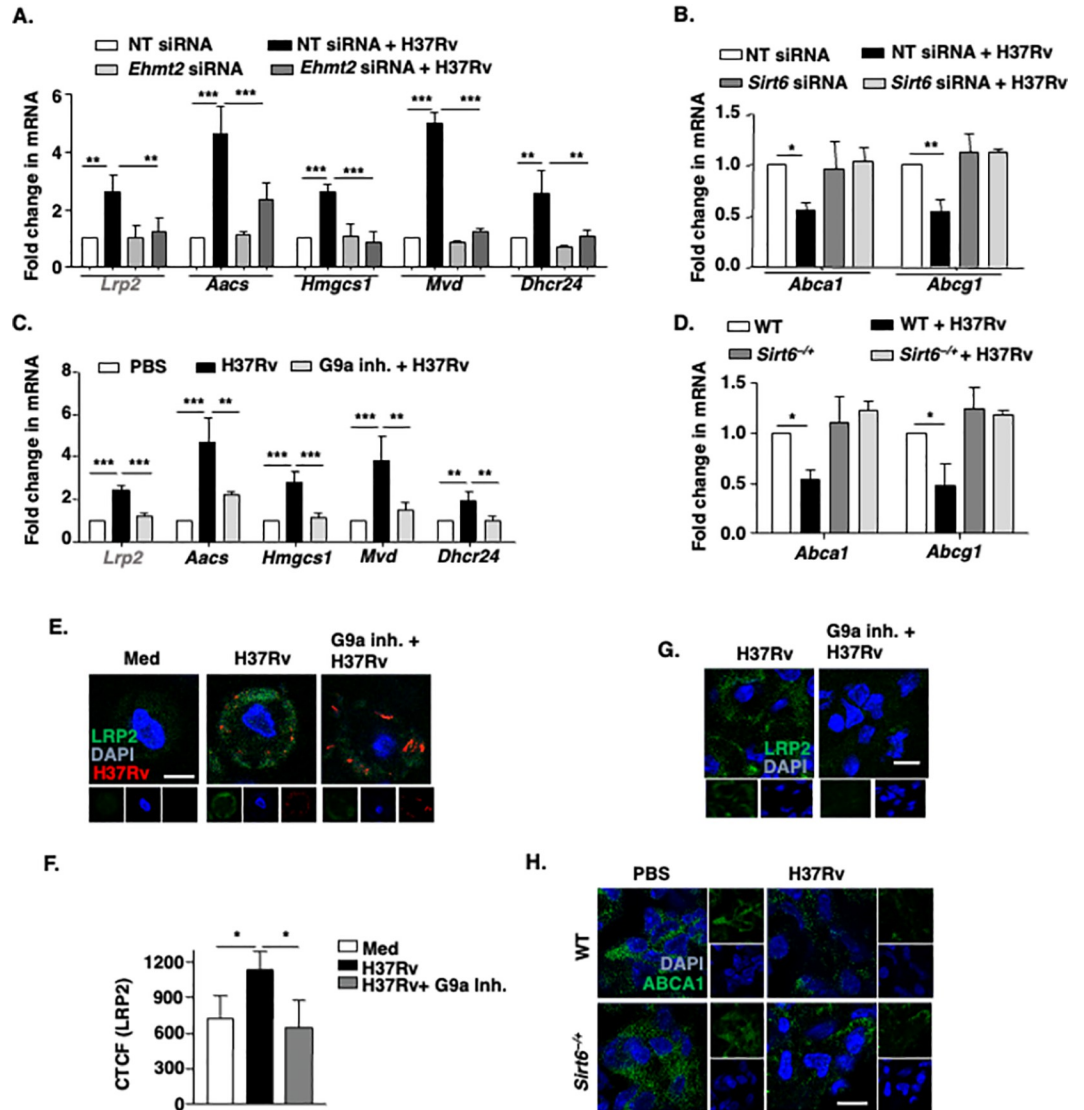 A.
NT siRNA NT siRNA + H37Rv
Ehmt2 siRNA Ehmt2 siRNA + H37Rv
Fold change in mRNA
6
4
2
0
** ** *** *** *** *** *** *** ** **
Lrp2 Aacs Hmgcs1 Mvd Dhcr24
B.
NT siRNA NT siRNA + H37Rv
Sirt6 siRNA Sirt6 siRNA + H37Rv
Fold change in mRNA
1.5
1.0
0.5
0.0
* **
Abca1 Abcg1
C.
PBS H37Rv G9a inh. + H37Rv
Fold change in mRNA
8
6
4
2
0
*** *** *** ** *** *** *** ** ** **
Lrp2 Aacs Hmgcs1 Mvd Dhcr24
D.
WT WT + H37Rv
Sirt6–/+ Sirt6–/+ + H37Rv
Fold change in mRNA
1.5
1.0
0.5
0.0
* *
Abca1 Abcg1
E.
Med H37Rv G9a inh. +
H37Rv
LRP2
DAPI
H37Rv
F.
CTCF (LRP2)
1200
900
600
300
0
* *
Med
H37Rv
H37Rv+ G9a Inh.
G.
H37Rv G9a inh. +
H37Rv
LRP2
DAPI
H.
PBS H37Rv
WT
DAPI
ABCA1
Sirt6–/+